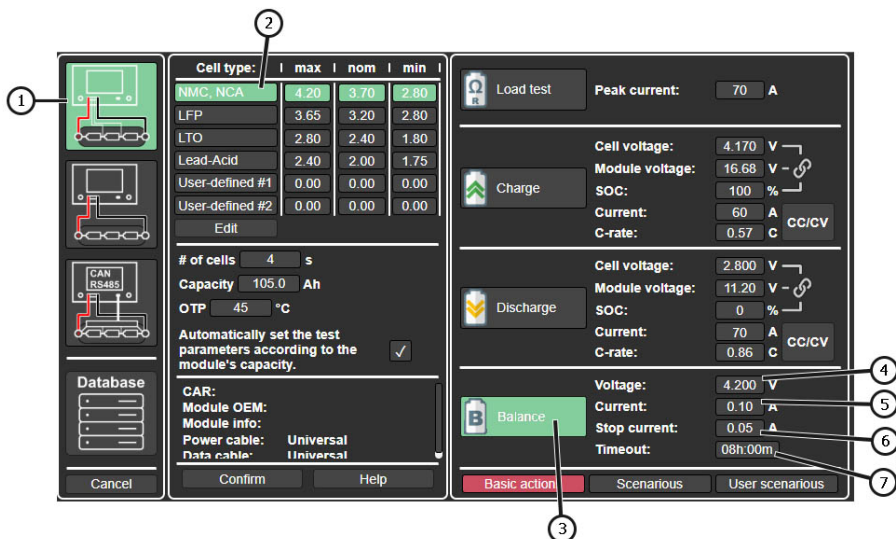 1
2
3
4
5
6
7
CAN
RS485
Database
Cancel
Cell type: max nom min
NMC, NCA 4.20 3.70 2.80
LFP 3.65 3.20 2.80
LTO 2.80 2.40 1.80
Lead-Acid 2.40 2.00 1.75
User-defined #1 0.00 0.00 0.00
User-defined #2 0.00 0.00 0.00
Edit
# of cells 4 s
Capacity 105.0 Ah
OTP 45 °C
Automatically set the test
parameters according to the
module's capacity. ✓
CAR:
Module OEM:
Module info:
Power cable: Universal
Data cable: Universal
Confirm Help
Ω
R
Load test Peak current: 70 A
Charge
Cell voltage: 4.170 V
Module voltage: 16.68 V
SOC: 100 %
Current: 60 A
C-rate: 0.57 C
CC/CV
Discharge
Cell voltage: 2.800 V
Module voltage: 11.20 V
SOC: 0 %
Current: 70 A
C-rate: 0.86 C
CC/CV
B
Balance
Voltage: 4.200 V
Current: 0.10 A
Stop current: 0.05 A
Timeout: 08h:00m
Basic actions Scenarious User scenarious